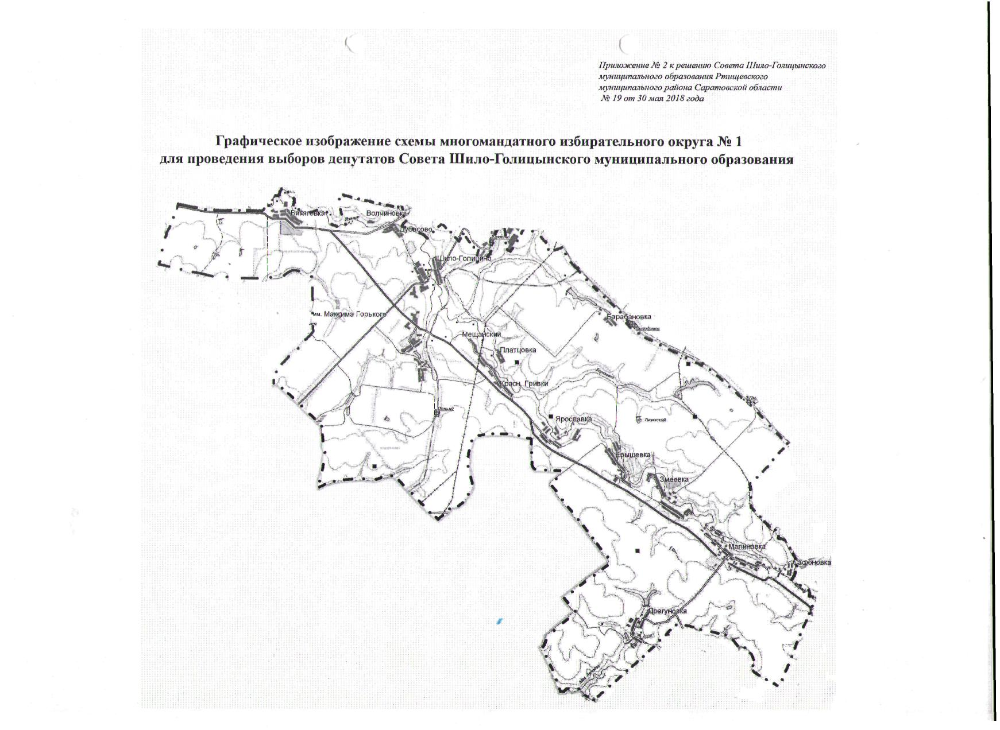 Приложение № 2 к решению Совета Шило-Голицынского
муниципального образования Ртищевского
муниципального района Саратовской области
№ 19 от 30 мая 2018 года
Графическое изображение схемы многомандатного избирательного округа № 1
для проведения выборов депутатов Совета Шило-Голицынского муниципального образования
Битяговка
Волчиновка
Дубасово
Шило-Голицино
им. Максима Горького
Барабановка
Мещанский
Платцовка
Красн. Гривки
Ярославка
Ерышевка
Змеевка
Малиновка
Сафоновка
Драгуновка